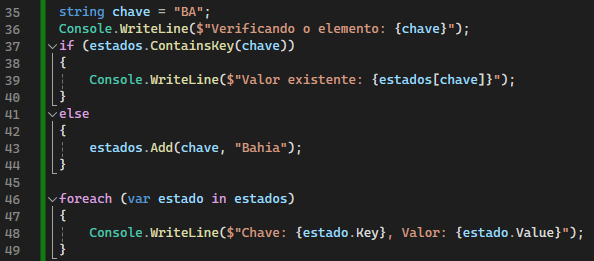 35 string chave = "BA";
36 Console.WriteLine($"Verificando o elemento: {chave}");
37 if (estados.ContainsKey(chave))
38 {
39     Console.WriteLine($"Valor existente: {estados[chave]}");
40 }
41 else
42 {
43     estados.Add(chave, "Bahia");
44 }
45
46 foreach (var estado in estados)
47 {
48     Console.WriteLine($"Chave: {estado.Key}, Valor: {estado.Value}");
49 }